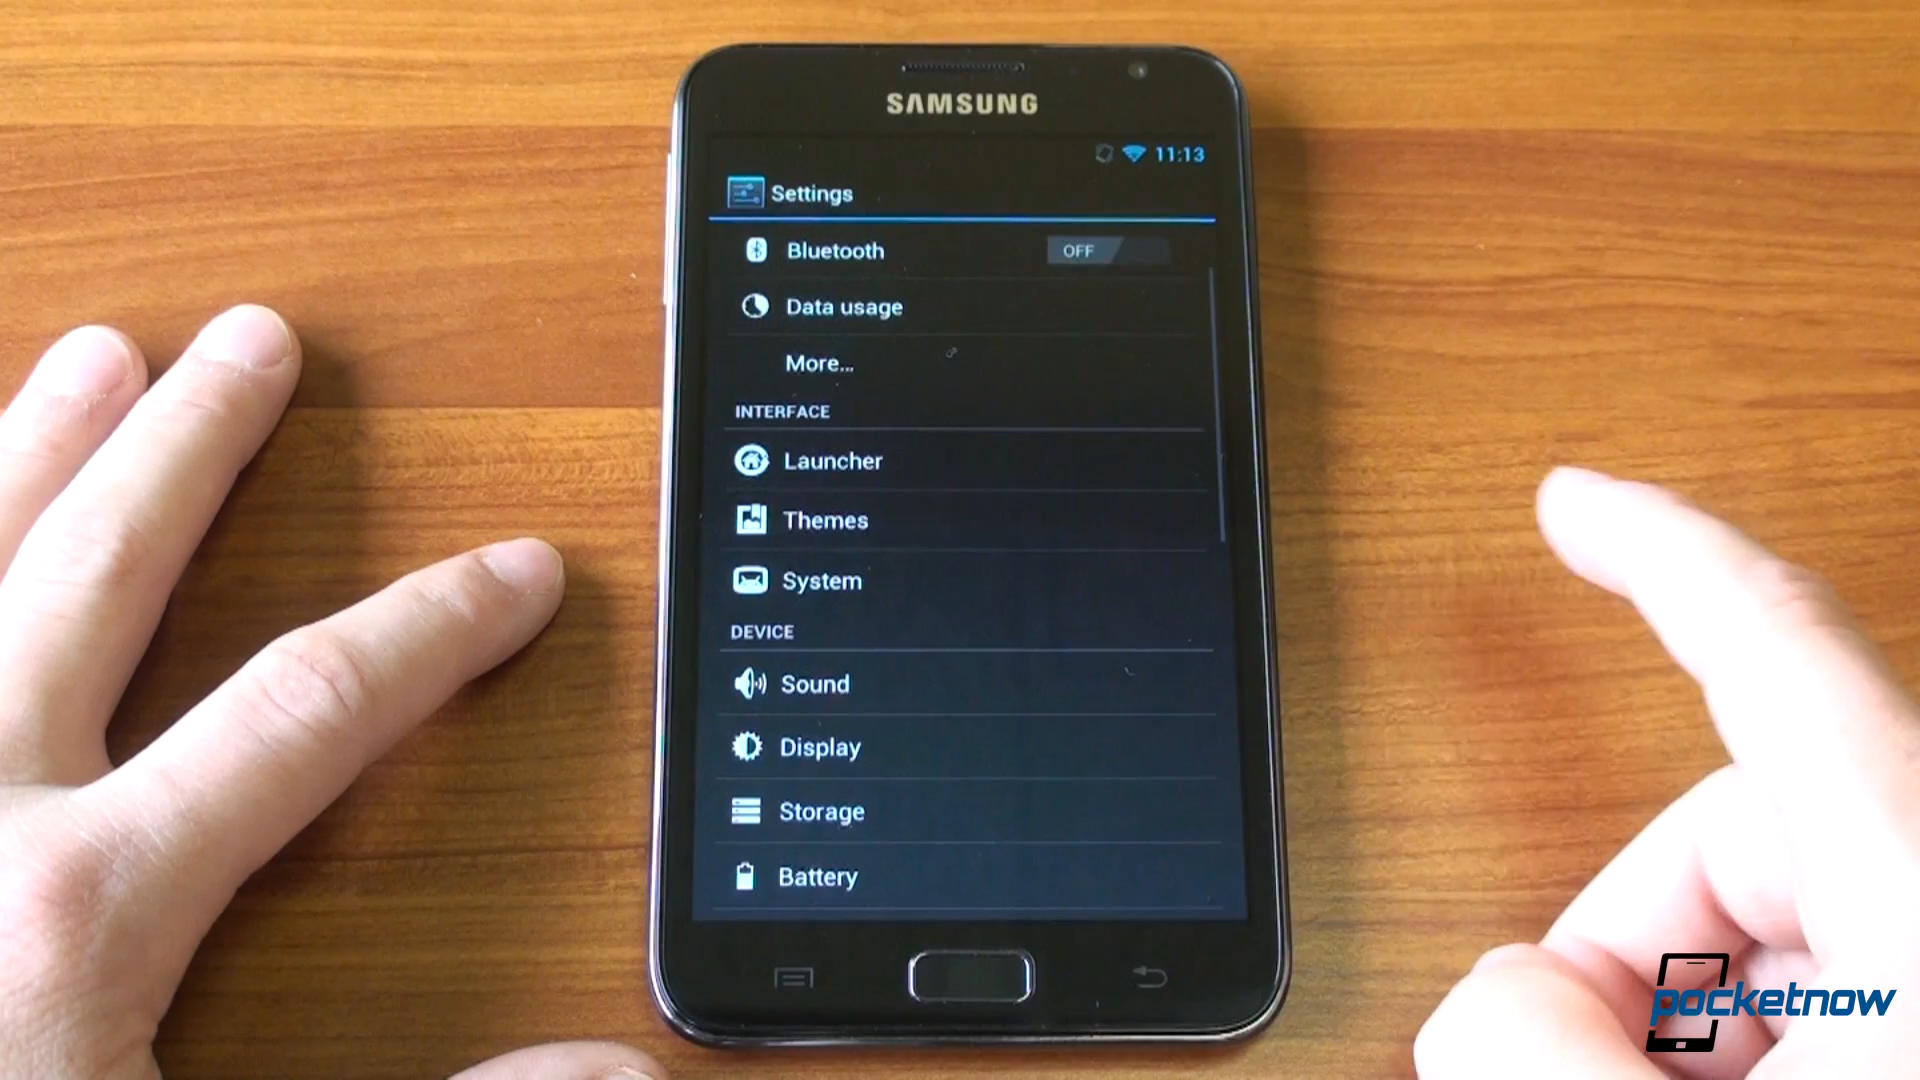 SAMSUNG
11:13
Settings
Bluetooth OFF
Data usage
More...
INTERFACE
Launcher
Themes
System
DEVICE
Sound
Display
Storage
Battery
pocketnow